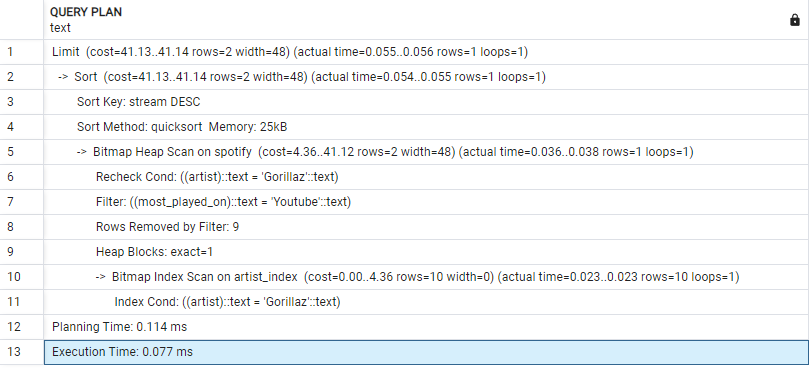 QUERY PLAN
text
1 Limit (cost=41.13..41.14 rows=2 width=48) (actual time=0.055..0.056 rows=1 loops=1)
2 -> Sort (cost=41.13..41.14 rows=2 width=48) (actual time=0.054..0.055 rows=1 loops=1)
3 Sort Key: stream DESC
4 Sort Method: quicksort Memory: 25kB
5 -> Bitmap Heap Scan on spotify (cost=4.36..41.12 rows=2 width=48) (actual time=0.036..0.038 rows=1 loops=1)
6 Recheck Cond: ((artist)::text = 'Gorillaz'::text)
7 Filter: ((most_played_on)::text = 'Youtube'::text)
8 Rows Removed by Filter: 9
9 Heap Blocks: exact=1
10 -> Bitmap Index Scan on artist_index (cost=0.00..4.36 rows=10 width=0) (actual time=0.023..0.023 rows=10 loops=1)
11 Index Cond: ((artist)::text = 'Gorillaz'::text)
12 Planning Time: 0.114 ms
13 Execution Time: 0.077 ms